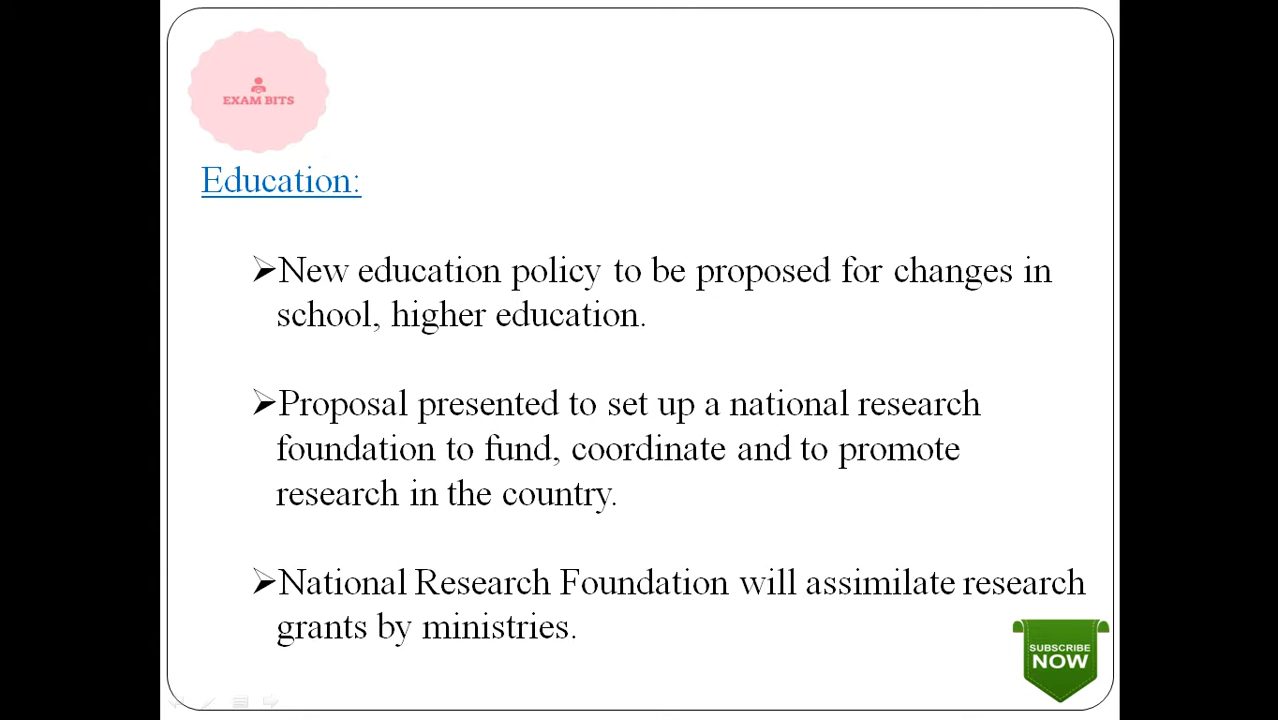 EXAM BITS
Education:
➢New education policy to be proposed for changes in
school, higher education.
➢Proposal presented to set up a national research
foundation to fund, coordinate and to promote
research in the country.
➢National Research Foundation will assimilate research
grants by ministries.
SUBSCRIBE
NOW